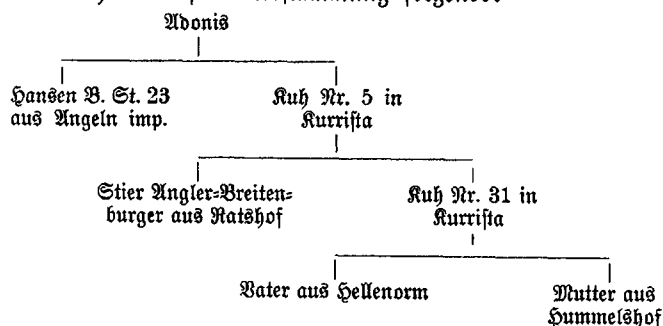 Adonis
Hansen B. St. 23
aus Angeln imp.
Kuh Nr. 5 in
Kurrista
Stier Angler=Breiten=
burger aus Ratshof
Kuh Nr. 31 in
Kurrista
Vater aus Hellenorm
Mutter aus
Hummelshof